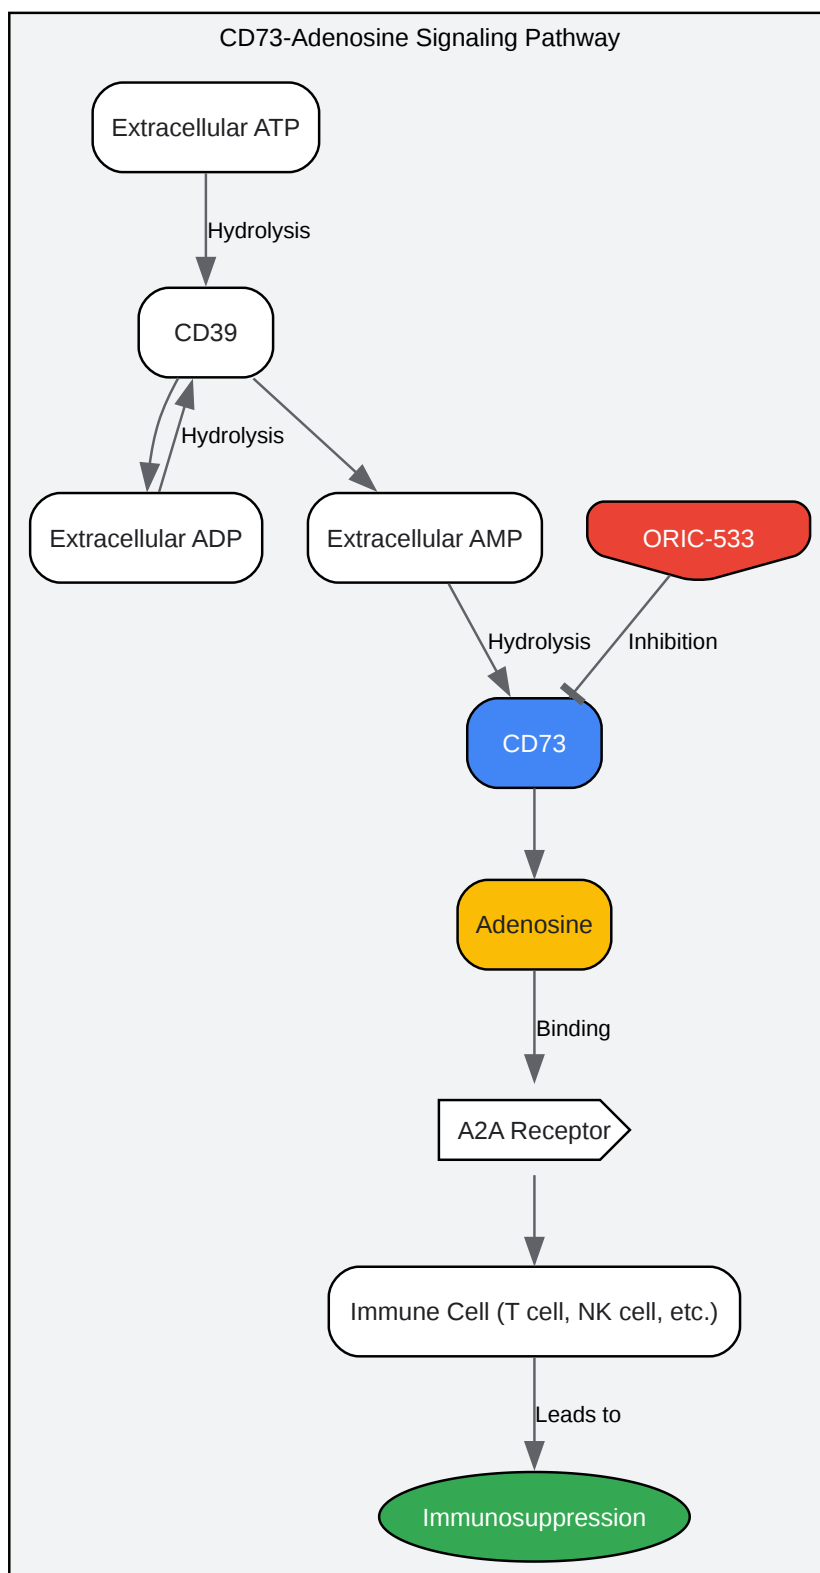 CD73-Adenosine Signaling Pathway
Extracellular ATP
Hydrolysis
CD39
Hydrolysis
Extracellular ADP
Extracellular AMP
ORIC-533
Hydrolysis
Inhibition
CD73
Adenosine
Binding
A2A Receptor
Immune Cell (T cell, NK cell, etc.)
Leads to
Immunosuppression